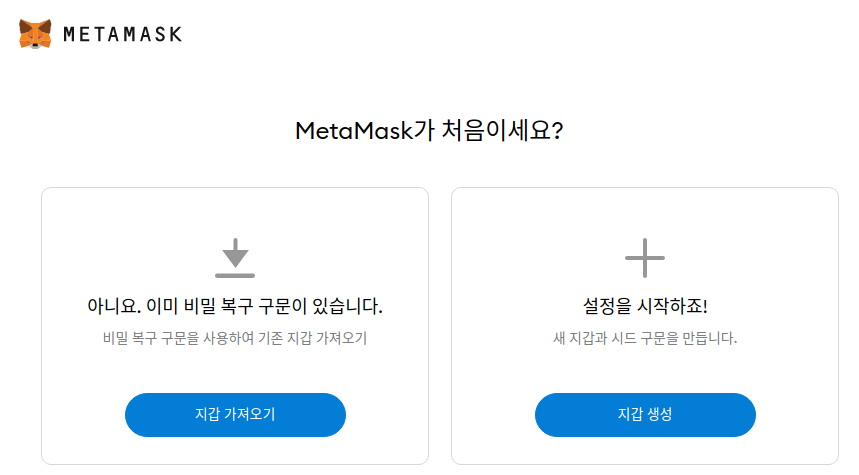 METAMASK
MetaMask가 처음이세요?
아니요. 이미 비밀 복구 구문이 있습니다.
비밀 복구 구문을 사용하여 기존 지갑 가져오기
지갑 가져오기
설정을 시작하죠!
새 지갑과 시드 구문을 만듭니다.
지갑 생성